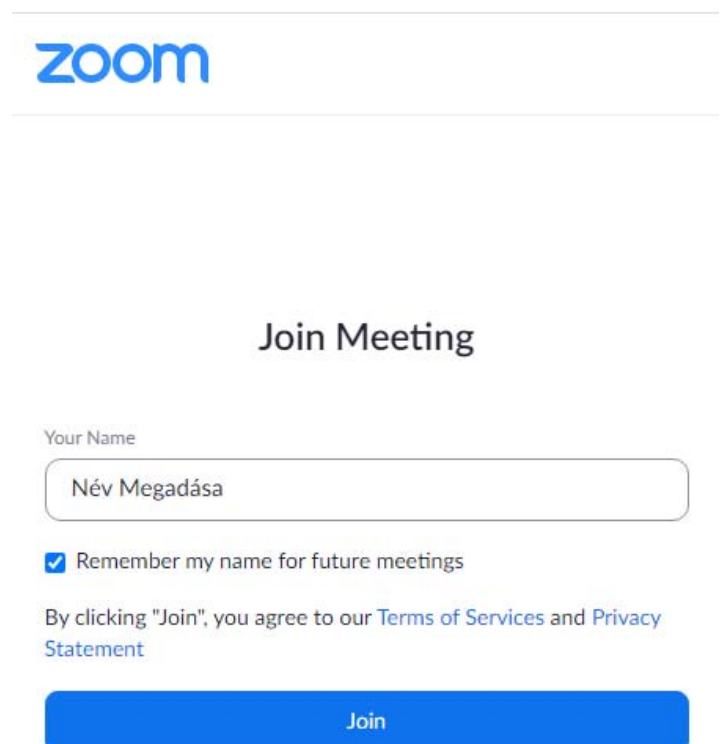 zoom
Join Meeting
Your Name
Név Megadása
Remember my name for future meetings
By clicking "Join", you agree to our Terms of Services and Privacy
Statement
Join